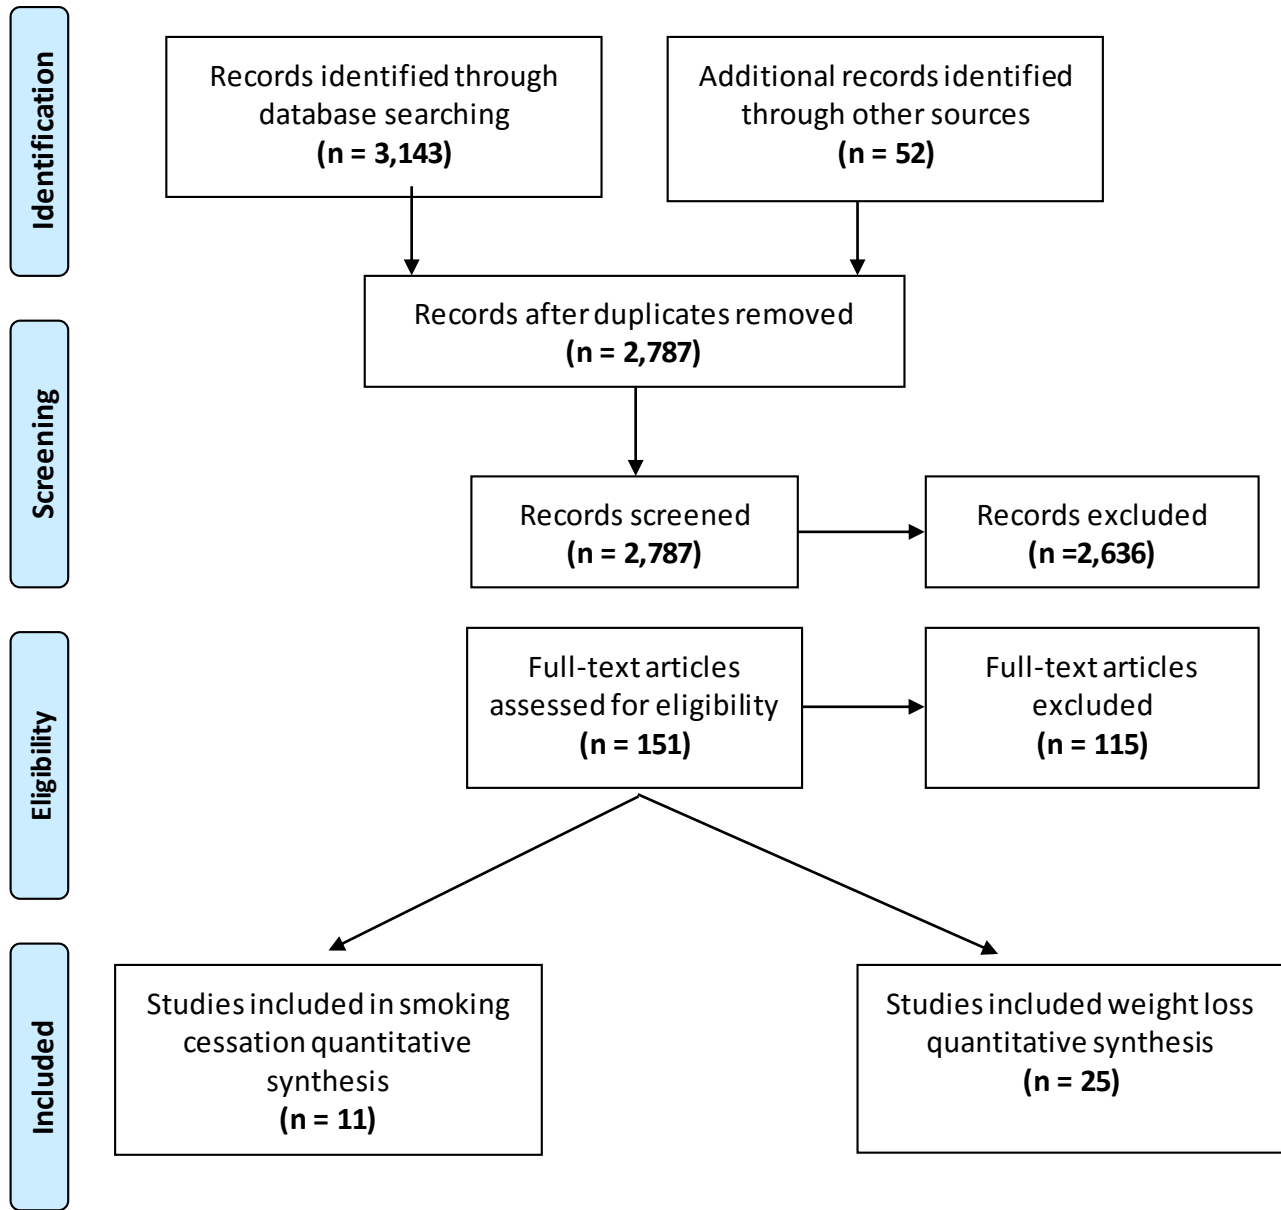 Identification
Records identified through
database searching
(n = 3,143)
Additional records identified
through other sources
(n = 52)
Records after duplicates removed
(n = 2,787)
Screening
Records screened
(n = 2,787)
Records excluded
(n =2,636)
Eligibility
Full-text articles
assessed for eligibility
(n = 151)
Full-text articles
excluded
(n = 115)
Included
Studies included in smoking
cessation quantitative
synthesis
(n = 11)
Studies included weight loss
quantitative synthesis
(n = 25)